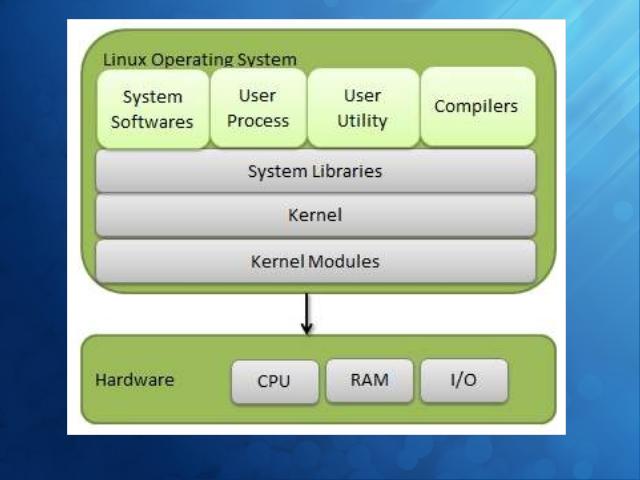 Linux Operating System
System
Softwares
User
Process
User
Utility
Compilers
System Libraries
Kernel
Kernel Modules
Hardware
CPU
RAM
I/O